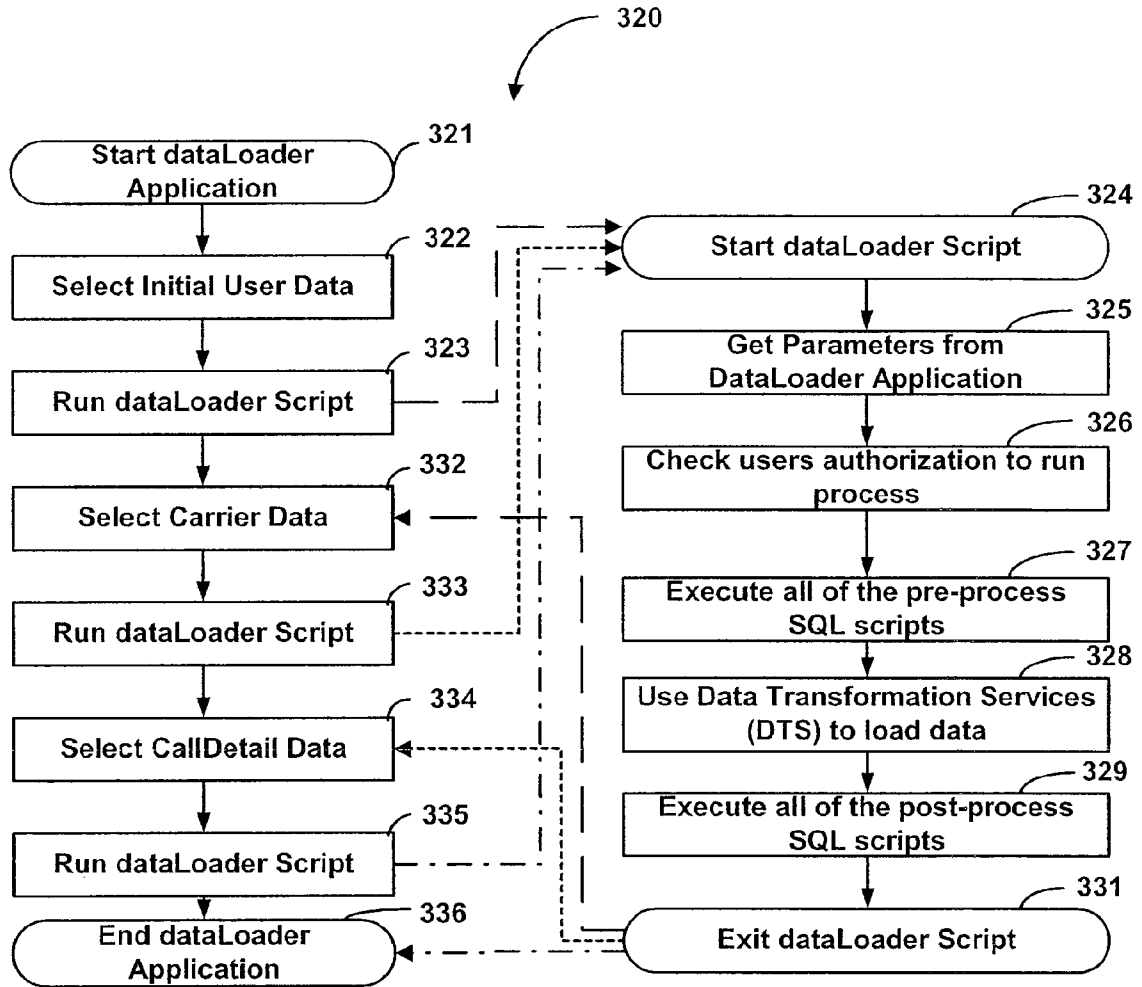 320
321
Start dataLoader
Application
322
Select Initial User Data
323
Run dataLoader Script
332
Select Carrier Data
333
Run dataLoader Script
334
Select CallDetail Data
335
Run dataLoader Script
336
End dataLoader
Application
324
Start dataLoader Script
325
Get Parameters from
DataLoader Application
326
Check users authorization to run
process
327
Execute all of the pre-process
SQL scripts
328
Use Data Transformation Services
(DTS) to load data
329
Execute all of the post-process
SQL scripts
331
Exit dataLoader Script